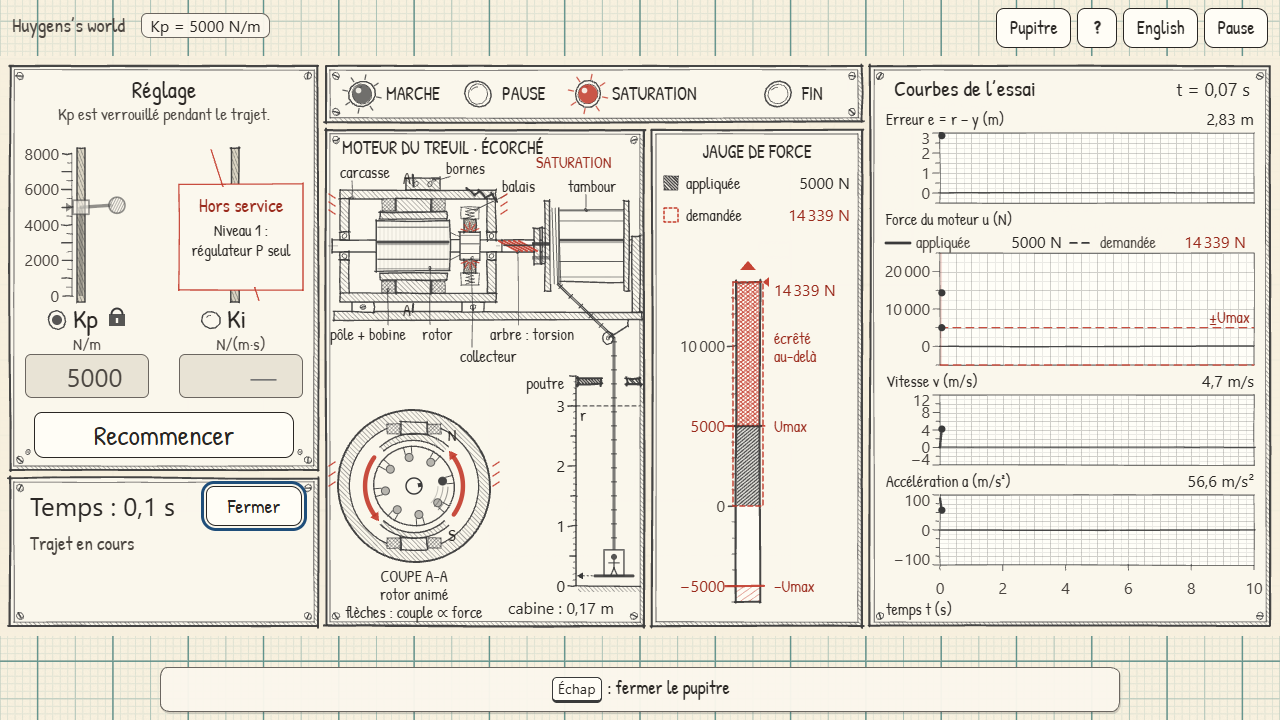 Huygens's world
Kp = 5000 N/m
Pupitre
?
English
Pause
Réglage
Kp est verrouillé pendant le trajet.
8000
6000
4000
2000
0
Hors service
Niveau 1 :
régulateur P seul
Kp
Ki
N/m
N/(m·s)
5000
—
Recommencer
Temps : 0,1 s
Fermer
Trajet en cours
MARCHE
PAUSE
SATURATION
FIN
MOTEUR DU TREUIL · ÉCORCHÉ
SATURATION
carcasse
A
bornes
balais
tambour
A
pôle + bobine
rotor
arbre : torsion
collecteur
poutre
3
r
2
1
0
N
S
COUPE A–A
rotor animé
flèches : couple ∝ force
cabine : 0,17 m
JAUGE DE FORCE
appliquée
5000 N
demandée
14 339 N
14 339 N
10 000
écrêté
au-delà
5000
Umax
0
−5000
−Umax
Courbes de l'essai
t = 0,07 s
Erreur e = r − y (m)
2,83 m
3
2
1
0
Force du moteur u (N)
appliquée
5000 N
demandée
14 339 N
20 000
10 000
±Umax
0
Vitesse v (m/s)
4,7 m/s
12
8
4
0
−4
Accélération a (m/s²)
56,6 m/s²
100
0
−100
0
2
4
6
8
10
temps t (s)
Échap : fermer le pupitre